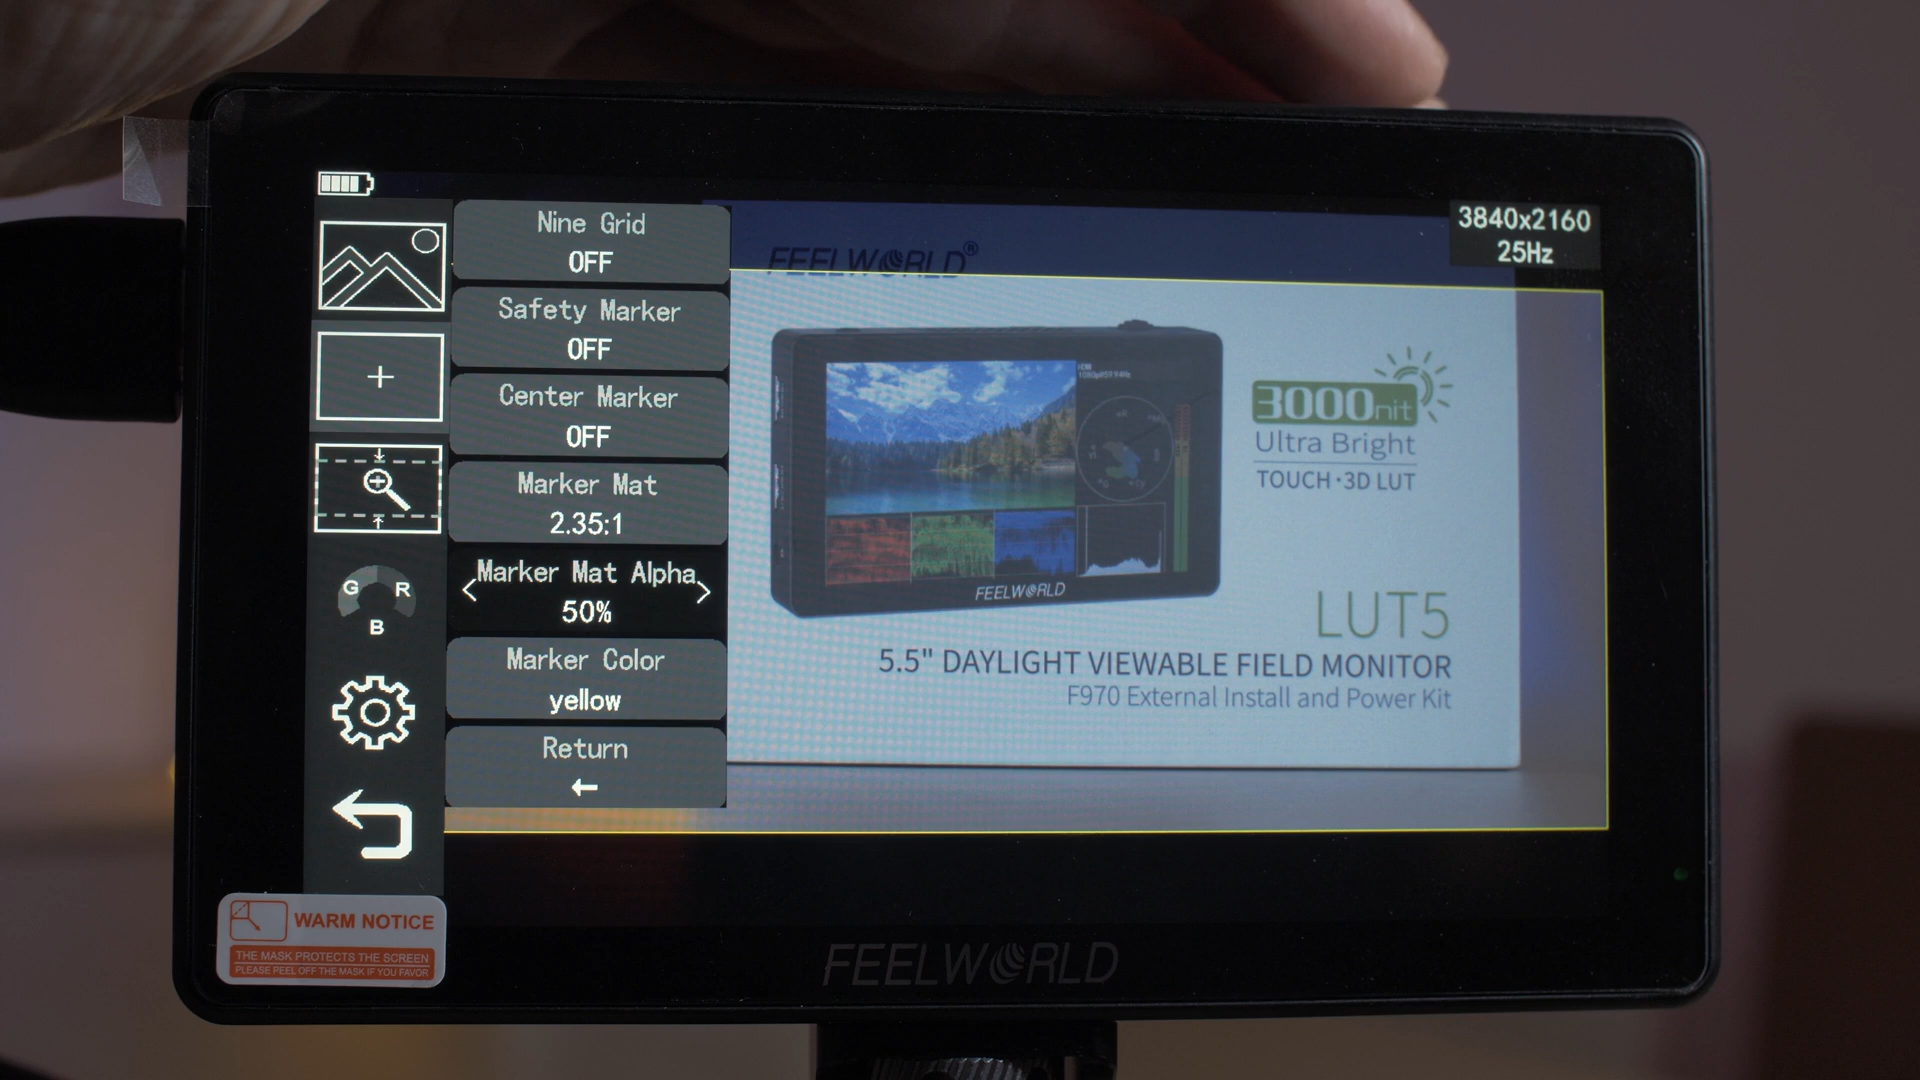 Nine Grid
OFF
Safety Marker
OFF
Center Marker
OFF
Marker Mat
2.35:1
Marker Mat Alpha
50%
Marker Color
yellow
Return
G R
B
3840x2160
25Hz
FEELWORLD®
FEELWORLD
3000nit
Ultra Bright
TOUCH·3D LUT
LUT5
5.5" DAYLIGHT VIEWABLE FIELD MONITOR
F970 External Install and Power Kit
WARM NOTICE
THE MASK PROTECTS THE SCREEN
PLEASE PEEL OFF THE MASK IF YOU FAVOR
FEELWORLD